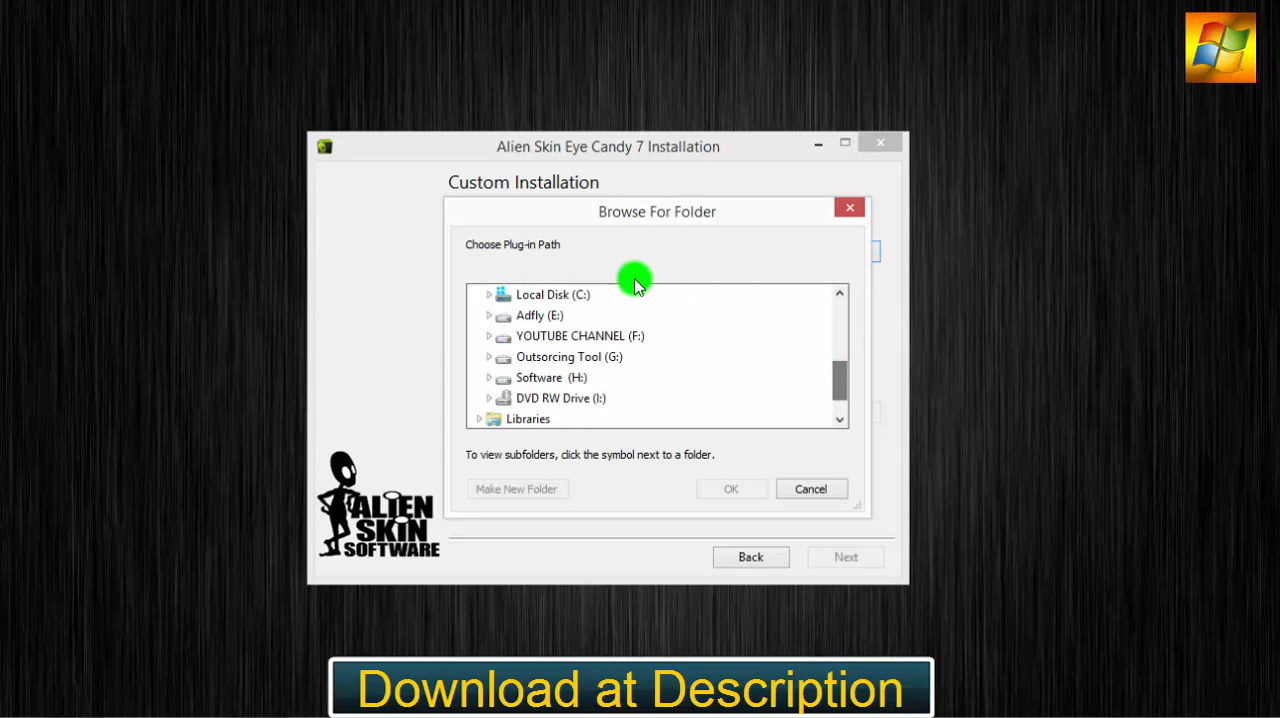 Alien Skin Eye Candy 7 Installation
Custom Installation
Browse For Folder
Choose Plug-in Path
Local Disk (C:)
Adfly (E:)
YOUTUBE CHANNEL (F:)
Outsorcing Tool (G:)
Software (H:)
DVD RW Drive (I:)
Libraries
To view subfolders, click the symbol next to a folder.
Make New Folder
OK
Cancel
ALIEN
SKIN
SOFTWARE
Back
Next
Download at Description